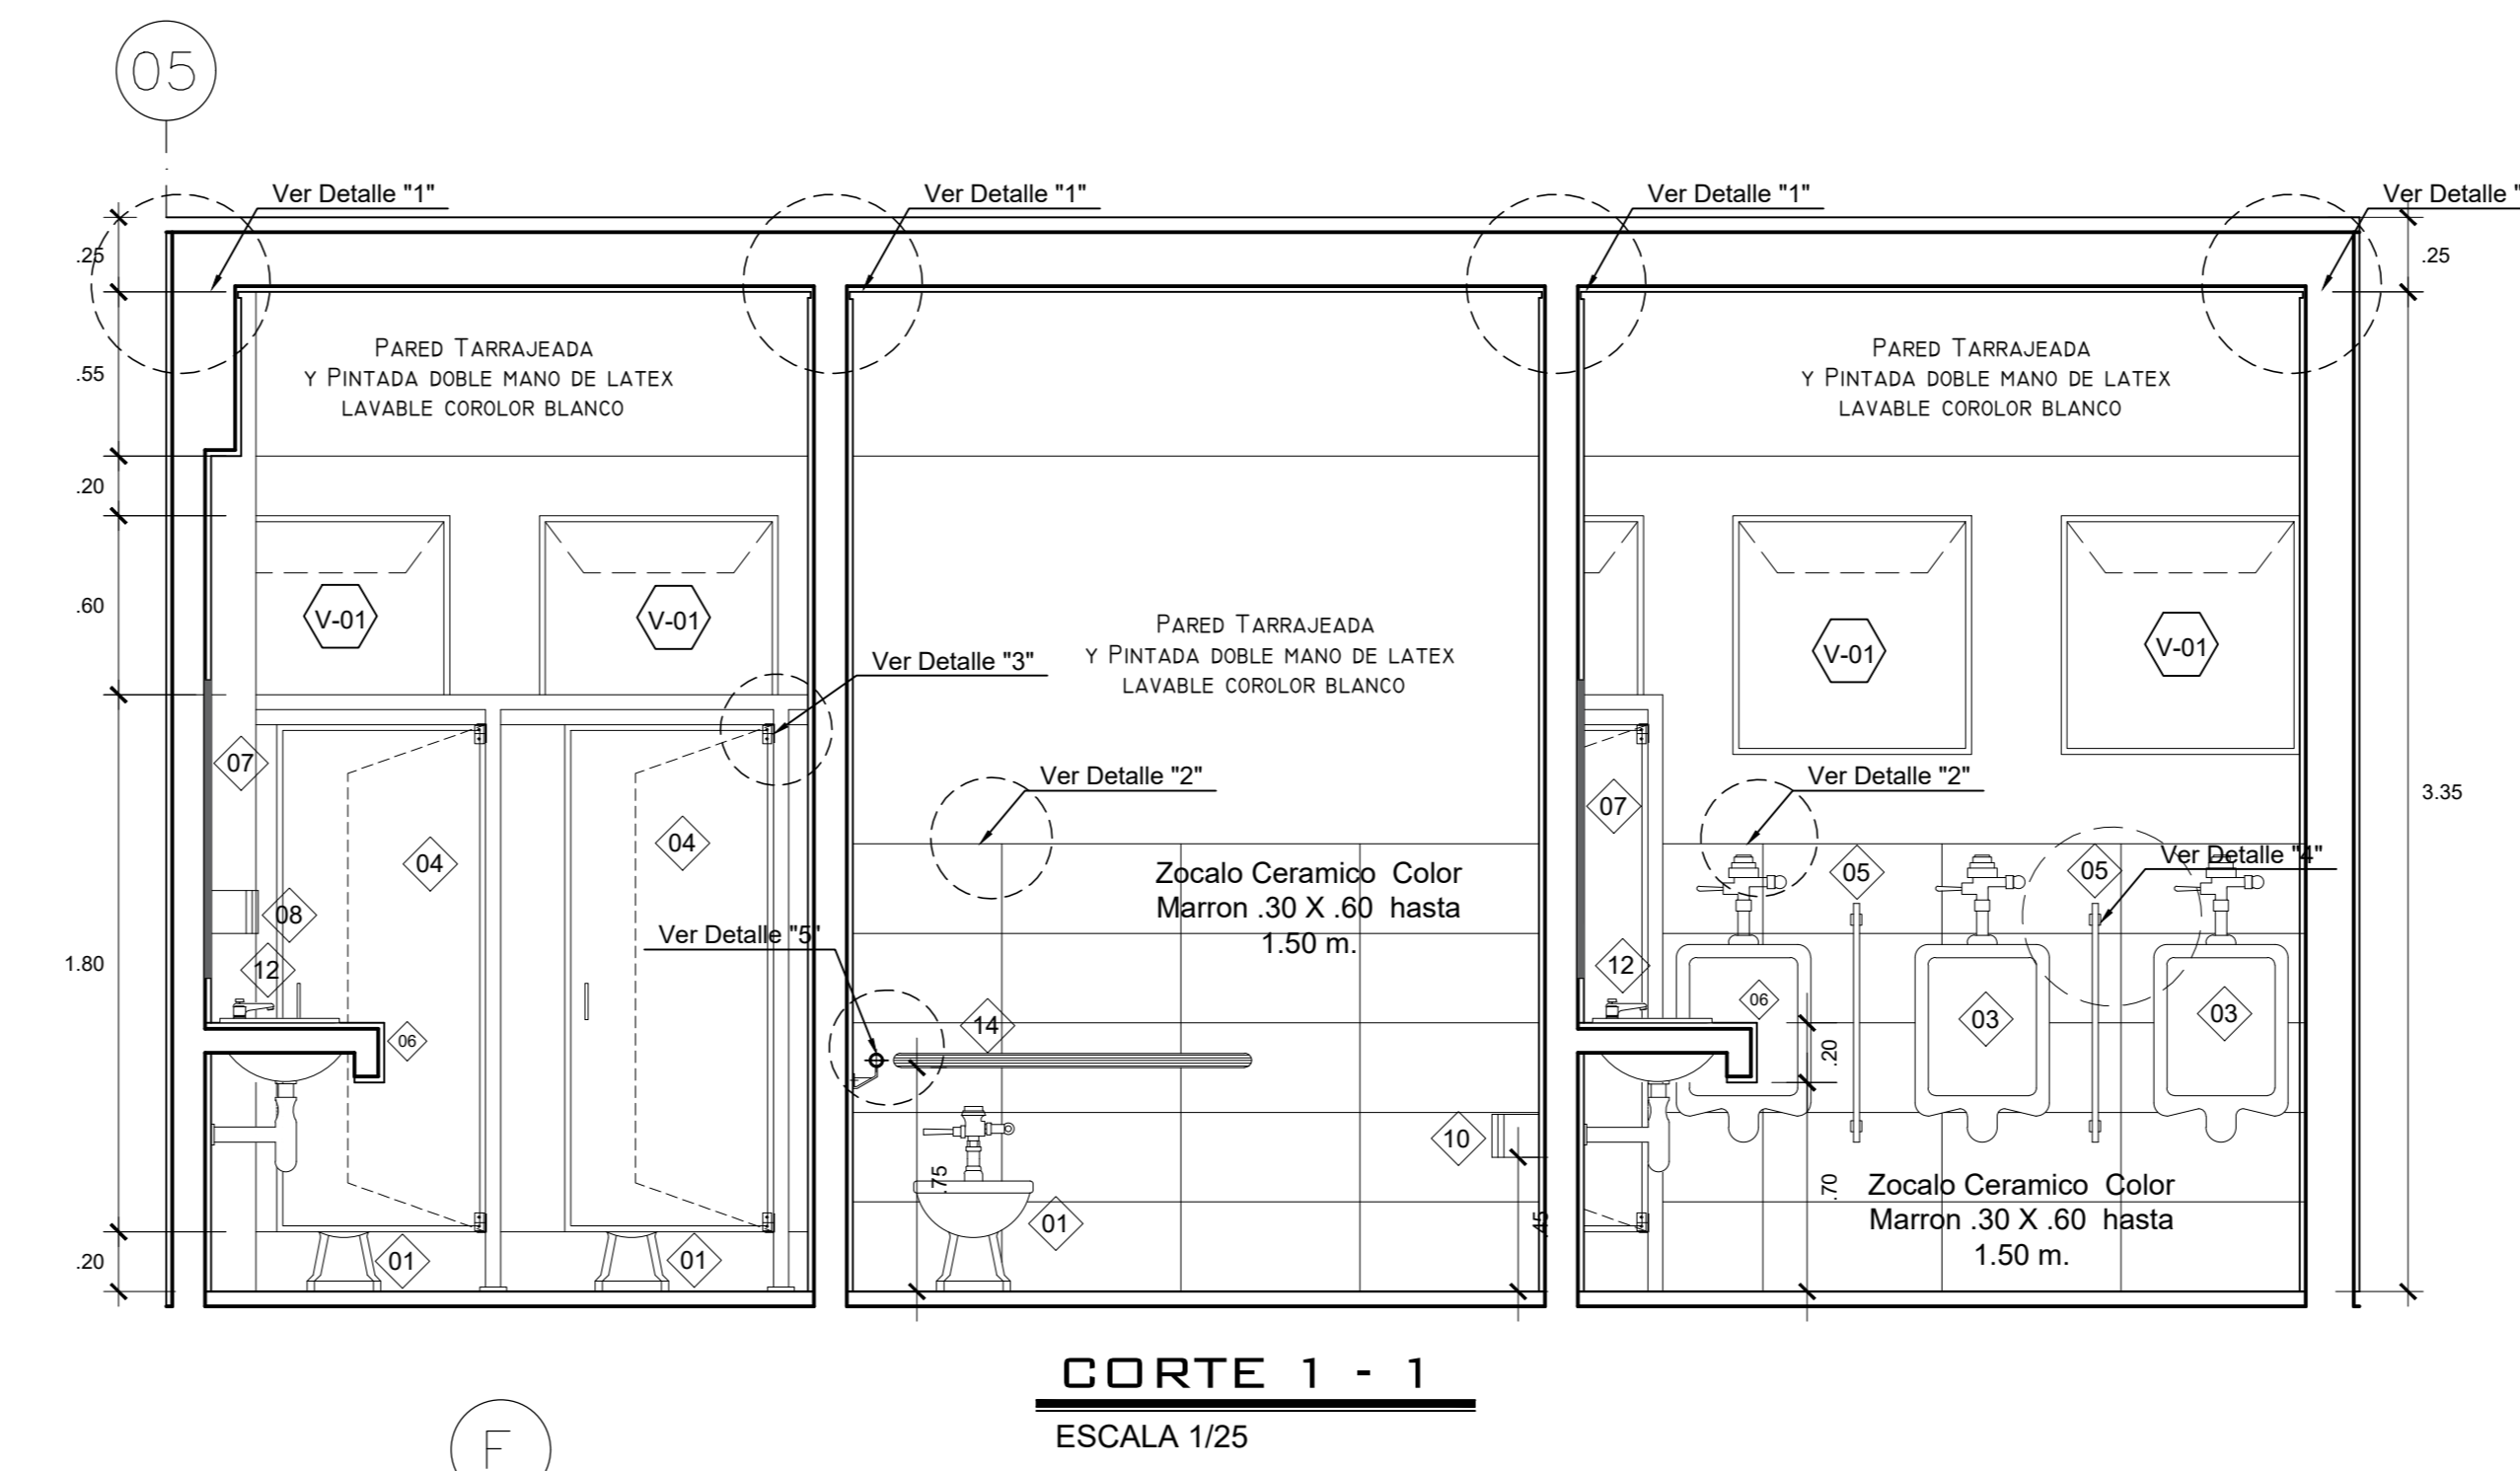 05
Ver Detalle "1"
Ver Detalle "1"
Ver Detalle "1"
Ver Detalle "
.25
.25
PARED TARRAJEADA
Y PINTADA DOBLE MANO DE LATEX
LAVABLE COROLOR BLANCO
PARED TARRAJEADA
Y PINTADA DOBLE MANO DE LATEX
LAVABLE COROLOR BLANCO
.55
.20
.60
V-01
V-01
V-01
V-01
PARED TARRAJEADA
Y PINTADA DOBLE MANO DE LATEX
LAVABLE COROLOR BLANCO
Ver Detalle "3"
Ver Detalle "2"
Ver Detalle "2"
07
07
3.35
04
04
Zocalo Ceramico Color
Marron .30 X .60 hasta
1.50 m.
05
05
Ver Detalle "4"
08
Ver Detalle "5"
12
12
1.80
06
14
06
03
03
.20
10
.75
.70
01
.45
Zocalo Ceramico Color
Marron .30 X .60 hasta
1.50 m.
.20
01
01
CORTE 1 - 1
ESCALA 1/25
F